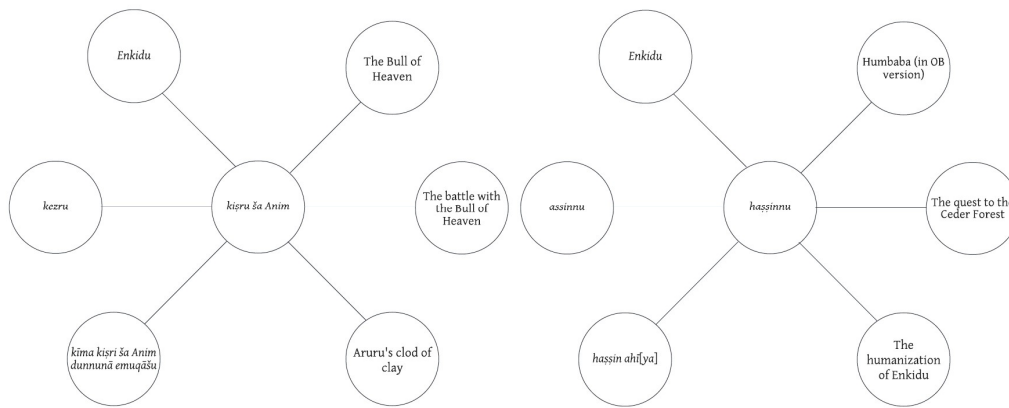 Enkidu
The Bull of
Heaven
kezru
kiṣru ša Anim
The battle with
the Bull of
Heaven
kīma kiṣri ša Anim
dunnunā emuqāšu
Aruru's clod of
clay
Enkidu
Humbaba (in OB
version)
assinnu
haṣṣinnu
The quest to the
Ceder Forest
haṣṣin ahī[ya]
The
humanization
of Enkidu